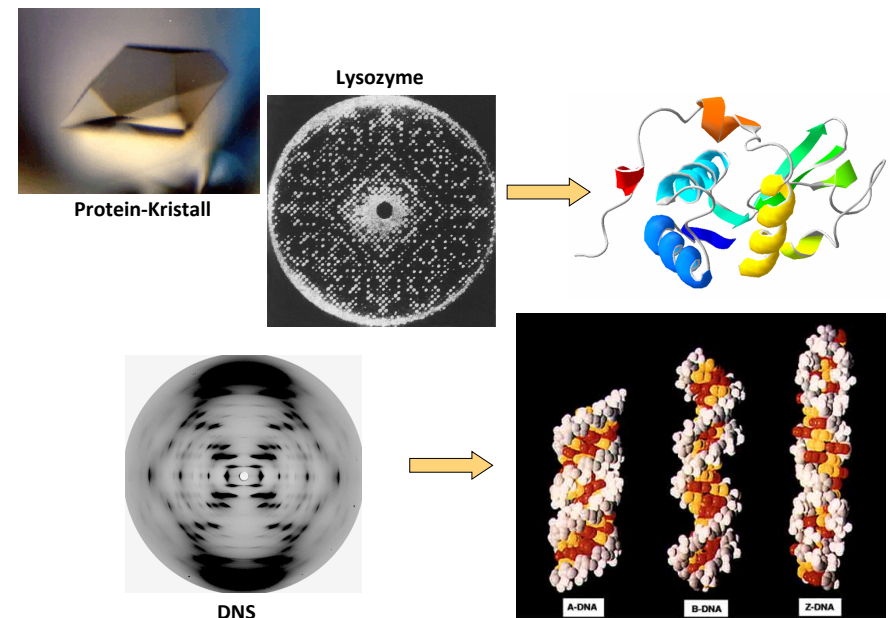 Lysozyme
Protein-Kristall
DNS
A-DNA
B-DNA
Z-DNA